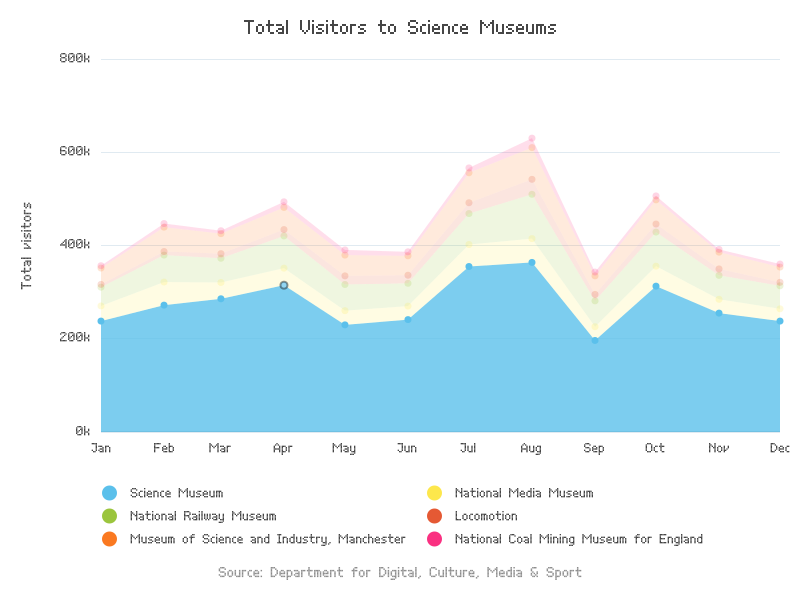 Total Visitors to Science Museums
800k
600k
400k
200k
0k
Total visitors
Jan Feb Mar Apr May Jun Jul Aug Sep Oct Nov Dec
Science Museum
National Media Museum
National Railway Museum
Locomotion
Museum of Science and Industry, Manchester
National Coal Mining Museum for England
Source: Department for Digital, Culture, Media & Sport